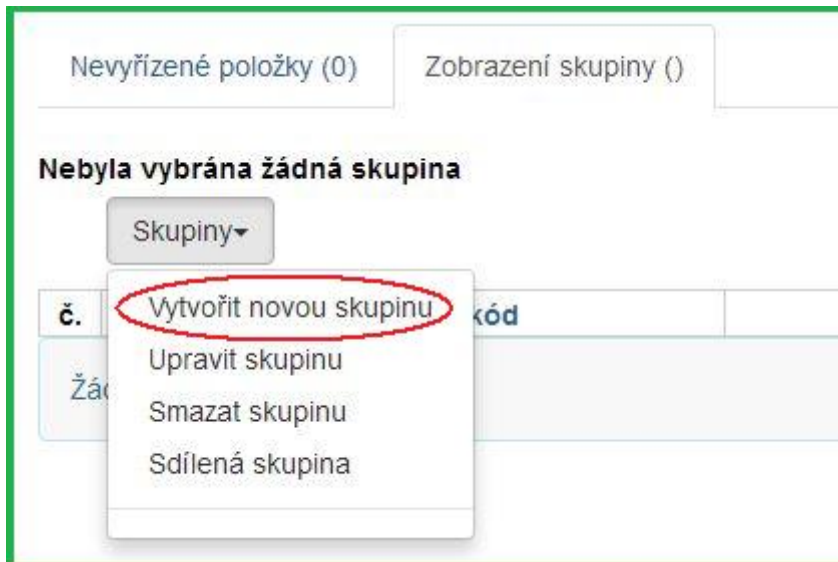 Nevyřízené položky (0) Zobrazení skupiny ()
Nebyla vybrána žádná skupina
Skupiny
č. Vytvořit novou skupinu kód
Upravit skupinu
Smazat skupinu
Sdílená skupina